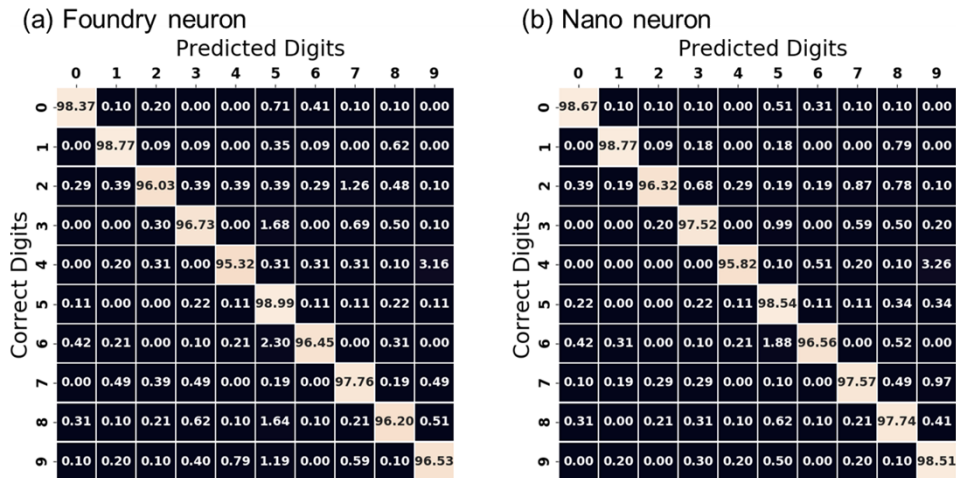 (a) Foundry neuron
Predicted Digits
0 1 2 3 4 5 6 7 8 9
Correct Digits
0 98.37 0.10 0.20 0.00 0.00 0.71 0.41 0.10 0.10 0.00
1 0.00 98.77 0.09 0.09 0.00 0.35 0.09 0.00 0.62 0.00
2 0.29 0.39 96.03 0.39 0.39 0.39 0.29 1.26 0.48 0.10
3 0.00 0.00 0.30 96.73 0.00 1.68 0.00 0.69 0.50 0.10
4 0.00 0.20 0.31 0.00 95.32 0.31 0.31 0.31 0.10 3.16
5 0.11 0.00 0.00 0.22 0.11 98.99 0.11 0.11 0.22 0.11
6 0.42 0.21 0.00 0.10 0.21 2.30 96.45 0.00 0.31 0.00
7 0.00 0.49 0.39 0.49 0.00 0.19 0.00 97.76 0.19 0.49
8 0.31 0.10 0.21 0.62 0.10 1.64 0.10 0.21 96.20 0.51
9 0.10 0.20 0.10 0.40 0.79 1.19 0.00 0.59 0.10 96.53
(b) Nano neuron
Predicted Digits
0 1 2 3 4 5 6 7 8 9
Correct Digits
0 98.67 0.10 0.10 0.10 0.00 0.51 0.31 0.10 0.10 0.00
1 0.00 98.77 0.09 0.18 0.00 0.18 0.00 0.00 0.79 0.00
2 0.39 0.19 96.32 0.68 0.29 0.19 0.19 0.87 0.78 0.10
3 0.00 0.00 0.20 97.52 0.00 0.99 0.00 0.59 0.50 0.20
4 0.00 0.00 0.00 0.00 95.82 0.10 0.51 0.20 0.10 3.26
5 0.22 0.00 0.00 0.22 0.11 98.54 0.11 0.11 0.34 0.34
6 0.42 0.31 0.00 0.10 0.21 1.88 96.56 0.00 0.52 0.00
7 0.10 0.19 0.29 0.29 0.00 0.10 0.00 97.57 0.49 0.97
8 0.31 0.00 0.21 0.31 0.10 0.62 0.10 0.21 97.74 0.41
9 0.00 0.20 0.00 0.30 0.20 0.50 0.00 0.20 0.10 98.51